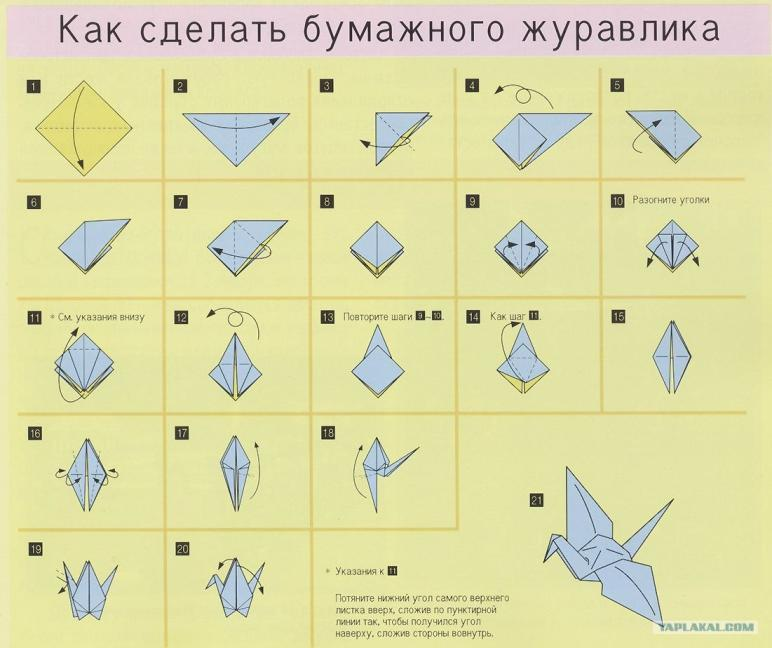 Как сделать бумажного журавлика
1
2
3
4
5
6
7
8
9
10 Разогните уголки
11 * См. указания внизу
12
13 Повторите шаги 9 - 10.
14 Как шаг 11.
15
16
17
18
21
19
20
* Указания к 11
Потяните нижний угол самого верхнего
листка вверх, сложив по пунктирной
линии так, чтобы получился угол
наверху, сложив стороны вовнутрь.
YAPLAKAL.COM